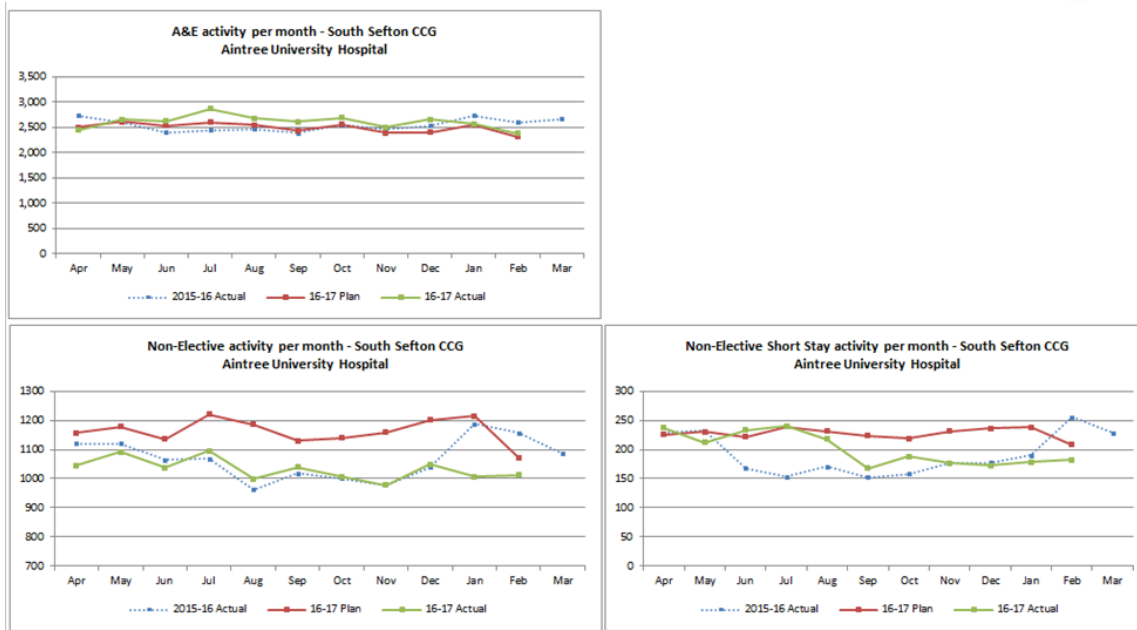 A&E activity per month - South Sefton CCG
Aintree University Hospital
3,500
3,000
2,500
2,000
1,500
1,000
500
0
Apr May Jun Jul Aug Sep Oct Nov Dec Jan Feb Mar
2015-16 Actual 16-17 Plan 16-17 Actual
Non-Elective activity per month - South Sefton CCG
Aintree University Hospital
1300
1200
1100
1000
900
800
700
Apr May Jun Jul Aug Sep Oct Nov Dec Jan Feb Mar
2015-16 Actual 16-17 Plan 16-17 Actual
Non-Elective Short Stay activity per month - South Sefton CCG
Aintree University Hospital
300
250
200
150
100
50
0
Apr May Jun Jul Aug Sep Oct Nov Dec Jan Feb Mar
2015-16 Actual 16-17 Plan 16-17 Actual